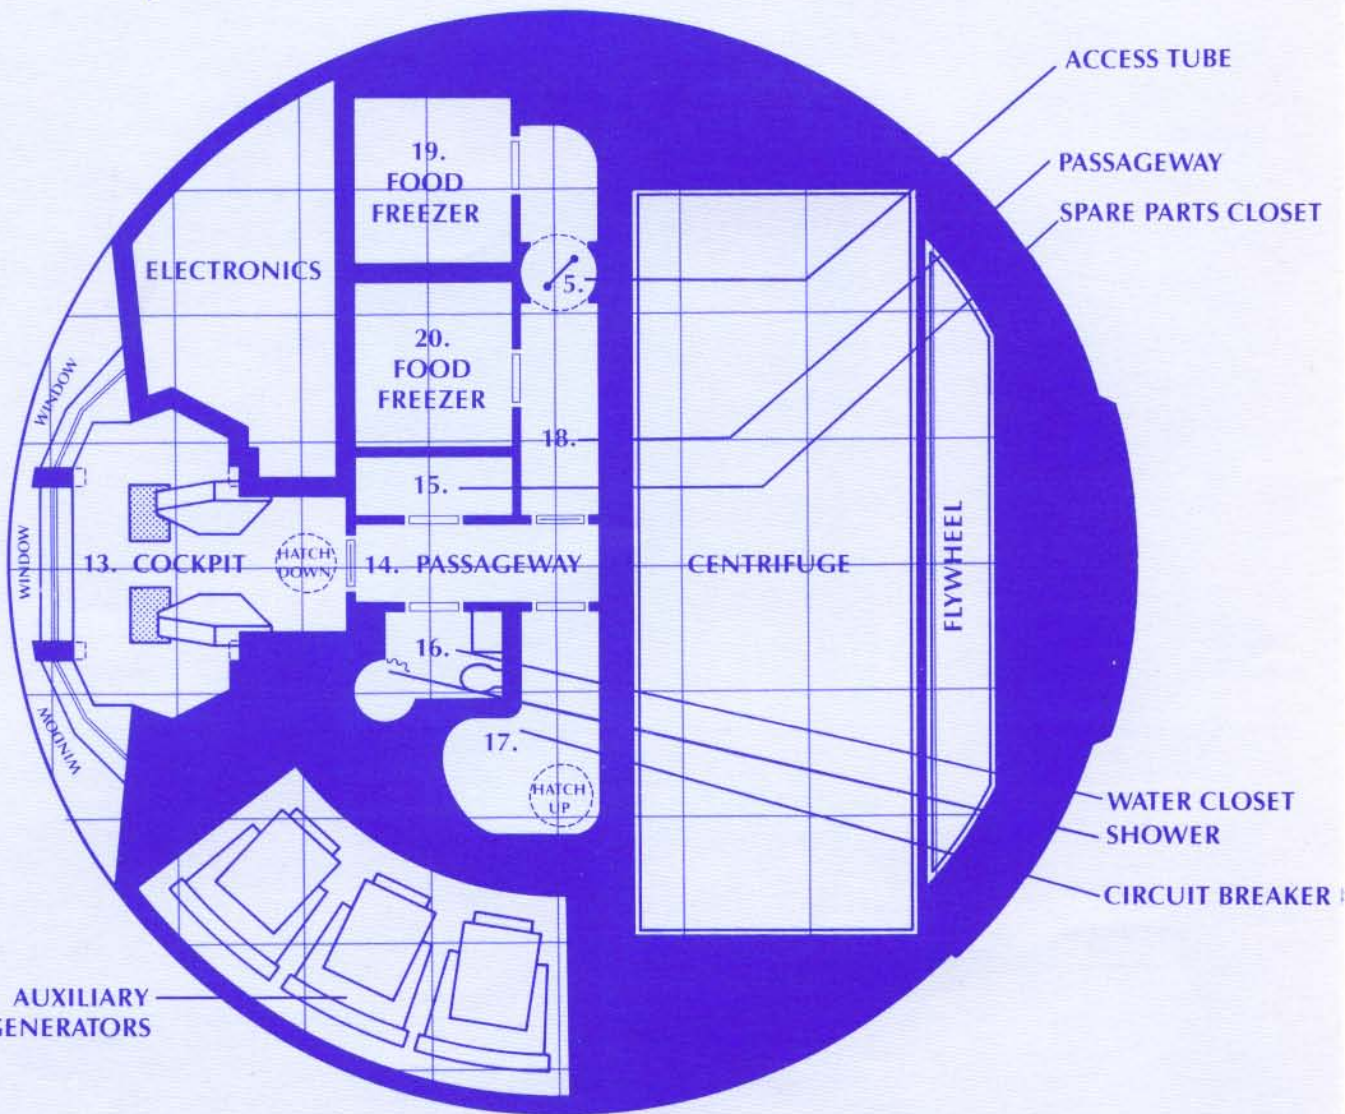 ACCESS TUBE
PASSAGEWAY
SPARE PARTS CLOSET
19.
FOOD
FREEZER
ELECTRONICS
5.
20.
FOOD
FREEZER
WINDOW
18.
15.
WINDOW
13. COCKPIT
HATCH
DOWN
14. PASSAGEWAY
CENTRIFUGE
FLYWHEEL
16.
WINDOW
17.
HATCH
UP
WATER CLOSET
SHOWER
CIRCUIT BREAKER
AUXILIARY
GENERATORS